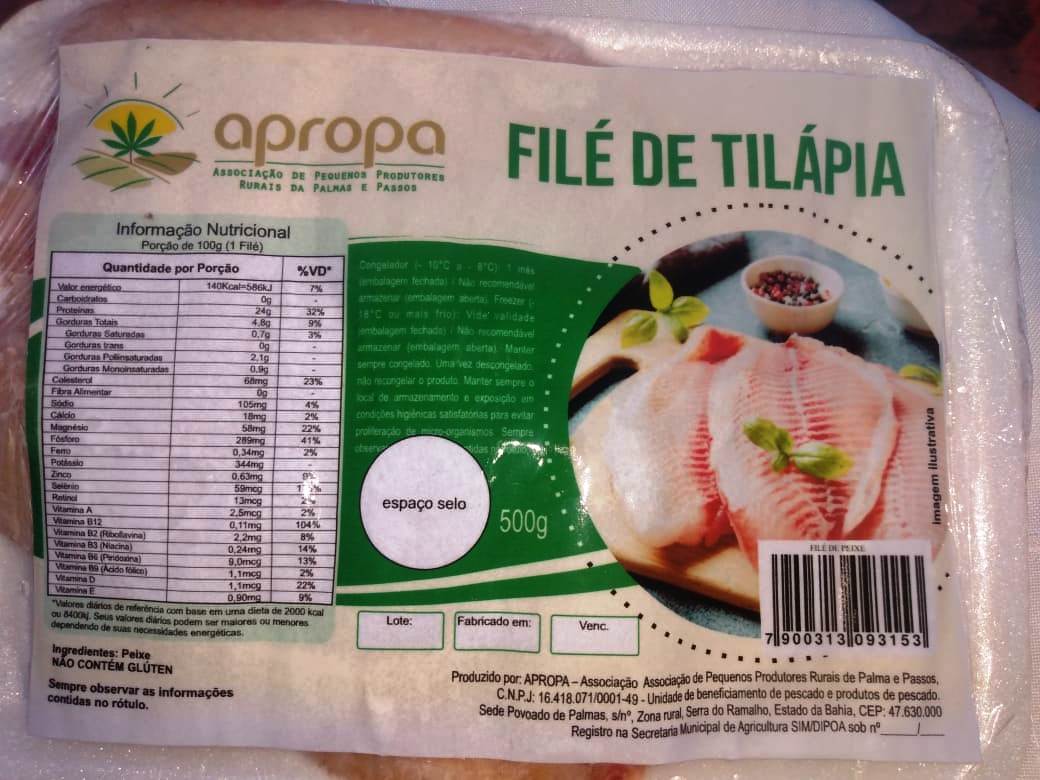 apropa
ASSOCIAÇÃO DE PEQUENOS PRODUTORES
RURAIS DA PALMAS E PASSOS
FILÉ DE TILÁPIA
Informação Nutricional
Porção de 100g (1 Filé)
Quantidade por Porção %VD*
Valor energético 140Kcal=586kJ 7%
Carboidratos 0g -
Proteínas 24g 32%
Gorduras Totais 4,8g 9%
Gorduras Saturadas 0,7g 3%
Gorduras trans 0g -
Gorduras Poliinsaturadas 2,1g -
Gorduras Monoinsaturadas 0,9g -
Colesterol 68mg 23%
Fibra Alimentar 0g -
Sódio 105mg 4%
Cálcio 18mg 2%
Magnésio 58mg 22%
Fósforo 289mg 41%
Ferro 0,34mg 2%
Potássio 344mg -
Zinco 0,63mg
Selênio 59mcg
Retinol 13mcg
Vitamina A 2,5mcg 2%
Vitamina B12 0,11mg 104%
Vitamina B2 (Riboflavina) 2,2mg 8%
Vitamina B3 (Niacina) 0,24mg 14%
Vitamina B6 (Piridoxina) 9,0mcg 13%
Vitamina B9 (Ácido fólico) 1,1mcg 2%
Vitamina D 1,1mcg 22%
Vitamina E 0,90mg 9%
*Valores diários de referência com base em uma dieta de 2000 kcal
ou 8400kj. Seus valores diários podem ser maiores ou menores
dependendo de suas necessidades energéticas.
Ingredientes: Peixe
NÃO CONTÉM GLÚTEN
Sempre observar as informações
contidas no rótulo.
Congelador (- 10°C a - 8°C): 1 mês
(embalagem fechada) / Não recomendável
armazenar (embalagem aberta). Freezer (-
18°C ou mais frio): Vide validade
(embalagem fechada) / Não recomendável
armazenar (embalagem aberta). Manter
sempre congelado. Uma vez descongelado,
não recongelar o produto. Manter sempre o
local de armazenamento e exposição em
condições higiênicas satisfatórias para evitar
proliferação de micro-organismos. Sempre
espaço selo
500g
imagem ilustrativa
FILÉ DE PEIXE
7 900313 093153
Lote:
Fabricado em:
Venc.
Produzido por: APROPA – Associação Associação de Pequenos Produtores Rurais de Palma e Passos,
C.N.P.J: 16.418.071/0001-49 - Unidade de beneficiamento de pescado e produtos de pescado.
Sede Povoado de Palmas, s/nº, Zona rural, Serra do Ramalho, Estado da Bahia, CEP: 47.630.000
Registro na Secretaria Municipal de Agricultura SIM/DIPOA sob nº______/____